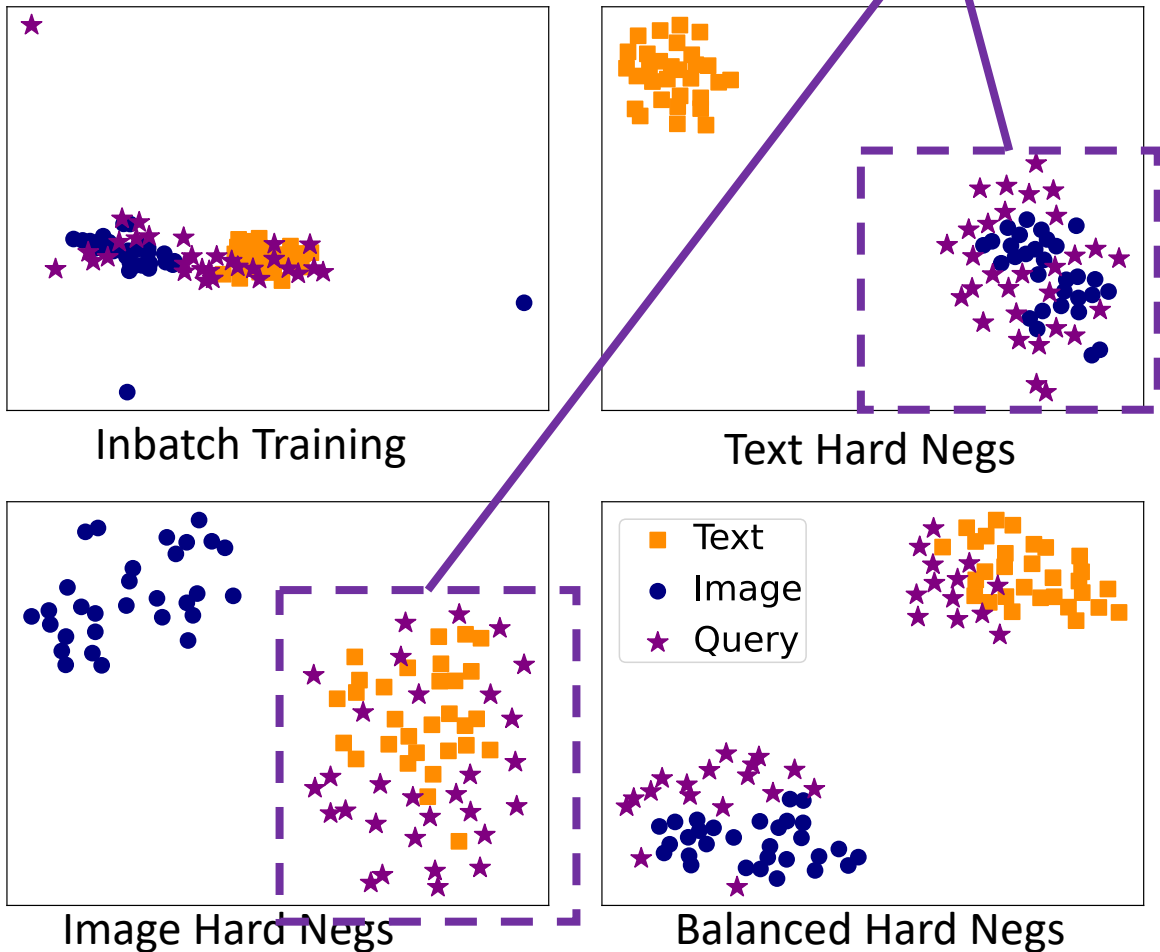 Inbatch Training
Text Hard Negs
Text
Image
Query
Image Hard Negs
Balanced Hard Negs